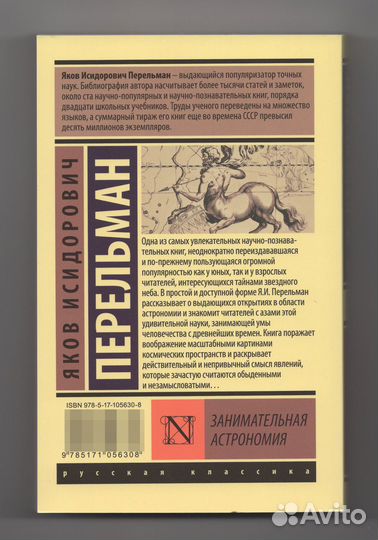 Яков Исидорович Перельман – выдающийся популяризатор точных
наук. Библиография автора насчитывает более тысячи статей и заметок,
около ста научно-популярных и научно-познавательных книг, порядка
двадцати школьных учебников. Труды ученого переведены на множество
языков, а суммарный тираж его книг еще во времена СССР превысил
десять миллионов экземпляров.
ЯКОВ ИСИДОРОВИЧ
ПЕРЕЛЬМАН
Одна из самых увлекательных научно-познава-
тельных книг, неоднократно переиздававшаяся
и по-прежнему пользующаяся огромной
популярностью как у юных, так и у взрослых
читателей, интересующихся тайнами звездного
неба. В простой и доступной форме Я.И. Перельман
рассказывает о выдающихся открытиях в области
астрономии и знакомит читателей с азами этой
удивительной науки, занимающей умы
человечества с древнейших времен. Книга поражает
воображение масштабными картинами
космических пространств и раскрывает
действительный и непривычный смысл явлений,
которые зачастую считаются обыденными
и незамысловатыми…
ISBN 978-5-17-105630-8
9 785171 056308
N
ЗАНИМАТЕЛЬНАЯ
АСТРОНОМИЯ
русская классика
Avito